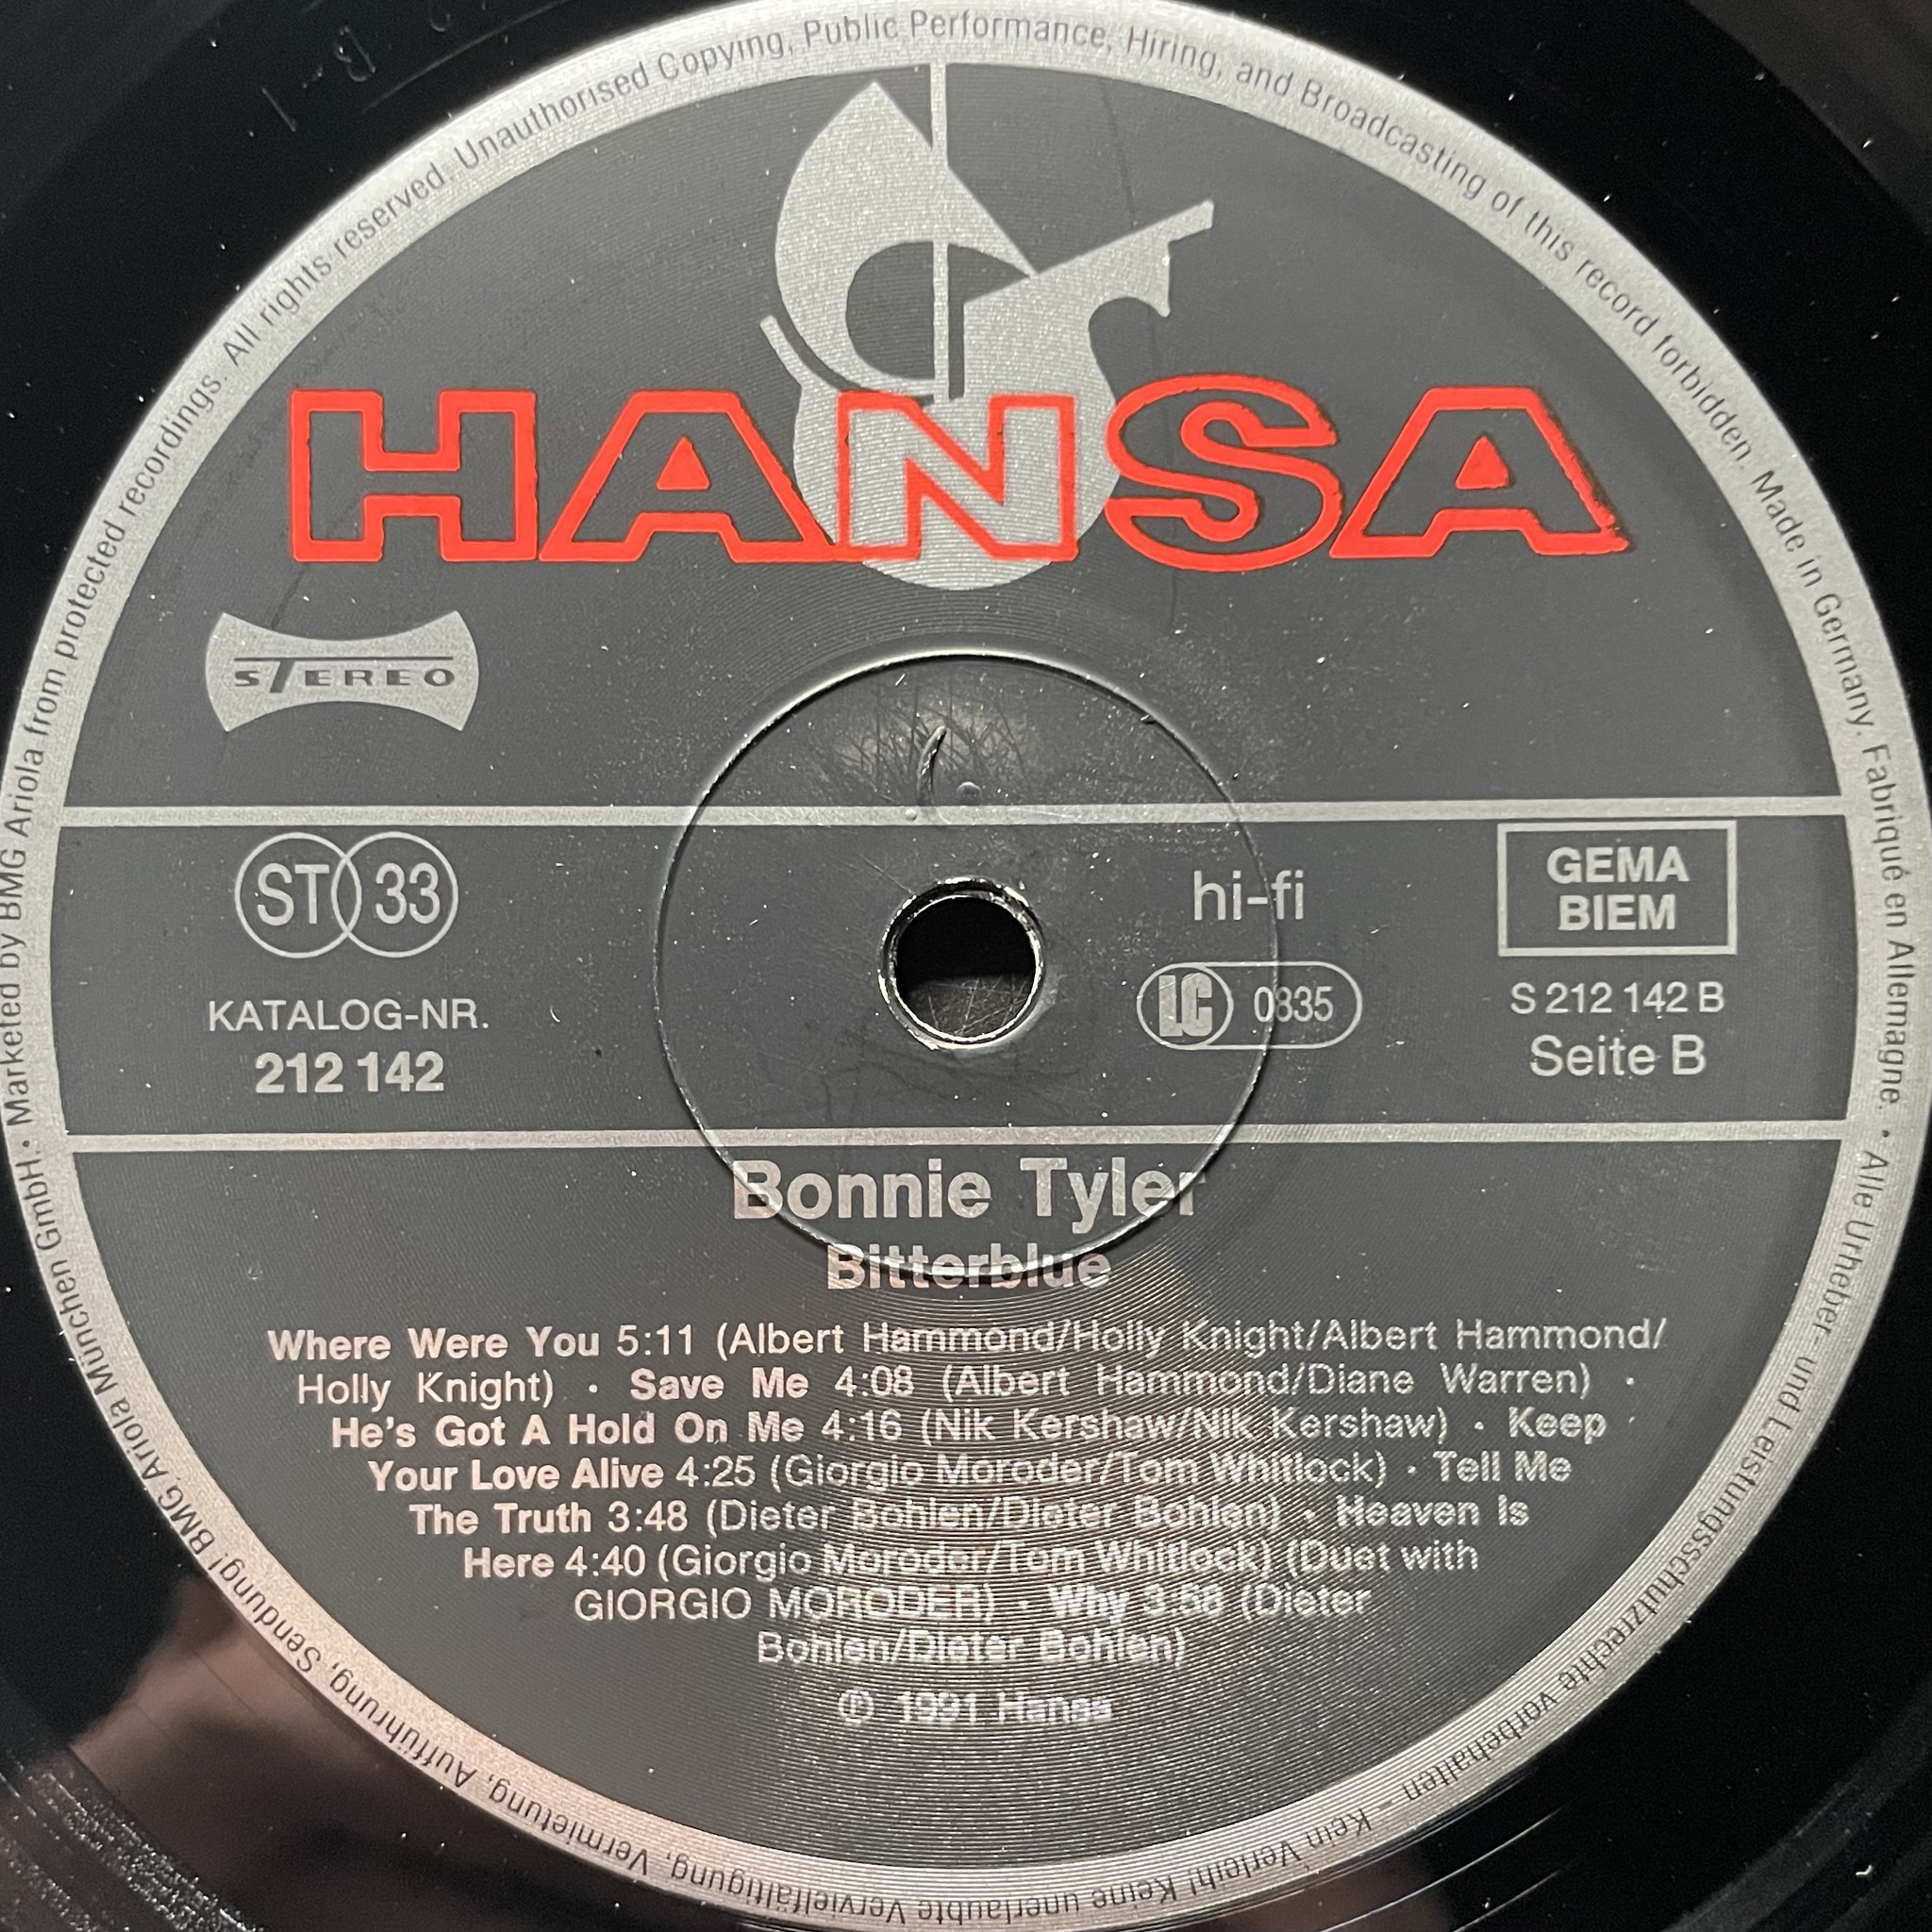 Marketed by BMG Ariola from protected recordings. All rights reserved. Unauthorised Copying, Public Performance, Hiring, and Broadcasting of this record forbidden. Made in Germany. Fabriqué en Allemagne. •
HANSA
STEREO
ST 33
hi-fi
GEMA
BIEM
KATALOG-NR.
212 142
LC 0835
S 212 142 B
Seite B
Bonnie Tyler
Bitterblue
Where Were You 5:11 (Albert Hammond/Holly Knight/Albert Hammond/
Holly Knight) · Save Me 4:08 (Albert Hammond/Diane Warren) ·
He's Got A Hold On Me 4:16 (Nik Kershaw/Nik Kershaw) · Keep
Your Love Alive 4:25 (Giorgio Moroder/Tom Whitlock) · Tell Me
The Truth 3:48 (Dieter Bohlen/Dieter Bohlen) · Heaven Is
Here 4:40 (Giorgio Moroder/Tom Whitlock) (Duet with
GIORGIO MORODER) · Why 3:58 (Dieter
Bohlen/Dieter Bohlen)
Ⓟ 1991 Hansa
Alle Urheber- und Leistungsschutzrechte vorbehalten – Kein Verleih! Keine unerlaubte Vervielfältigung, Vermietung, Aufführung, Sendung! BMG Ariola München GmbH. •